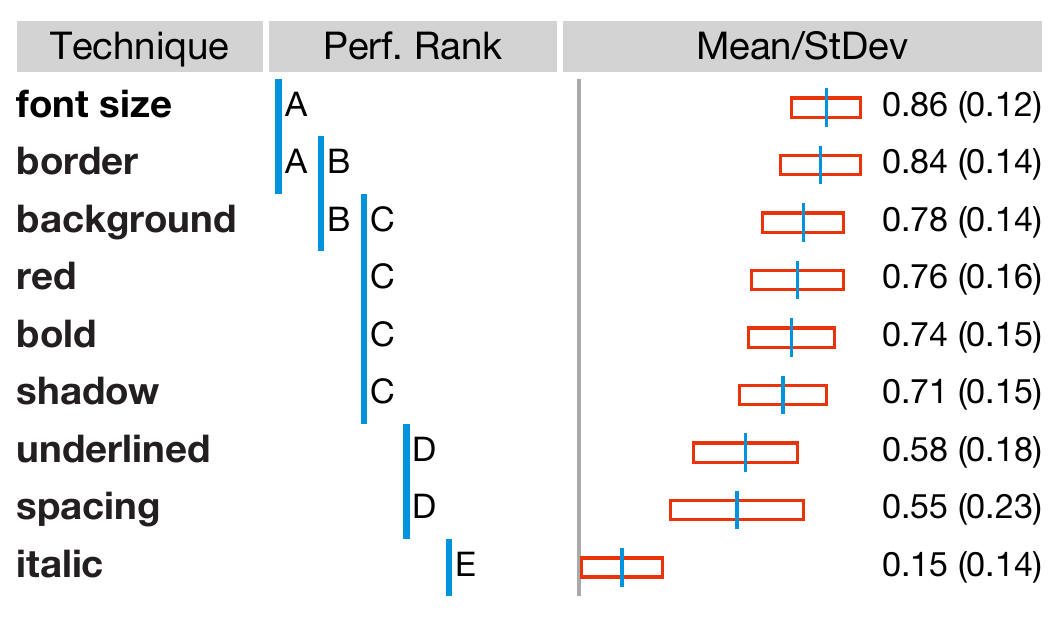 Technique Perf. Rank Mean/StDev
font size A 0.86 (0.12)
border A B 0.84 (0.14)
background B C 0.78 (0.14)
red C 0.76 (0.16)
bold C 0.74 (0.15)
shadow C 0.71 (0.15)
underlined D 0.58 (0.18)
spacing D 0.55 (0.23)
italic E 0.15 (0.14)